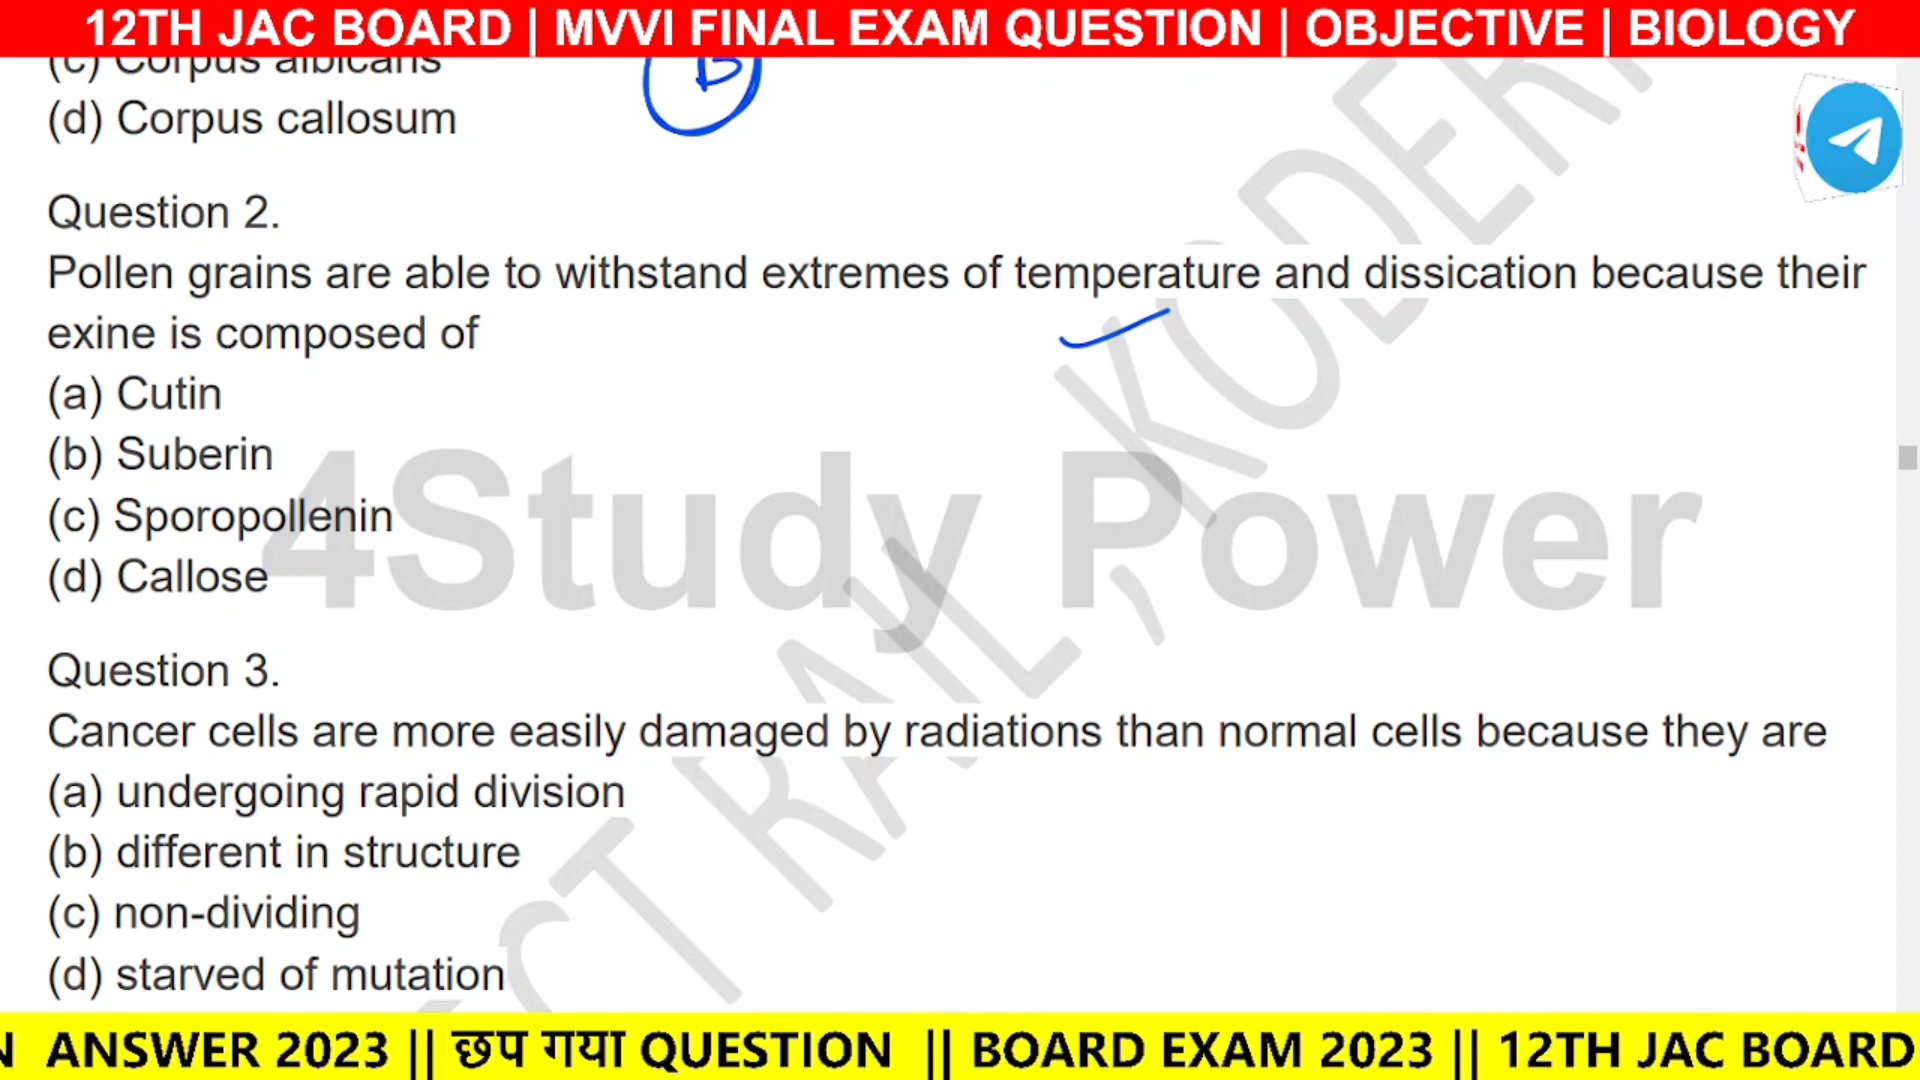 12TH JAC BOARD | MVVI FINAL EXAM QUESTION | OBJECTIVE | BIOLOGY
(c) Corpus albicans
B
(d) Corpus callosum
Question 2.
Pollen grains are able to withstand extremes of temperature and dissication because their
exine is composed of
(a) Cutin
(b) Suberin
(c) Sporopollenin
(d) Callose
4Study Power
Question 3.
Cancer cells are more easily damaged by radiations than normal cells because they are
(a) undergoing rapid division
(b) different in structure
(c) non-dividing
(d) starved of mutation
N ANSWER 2023 || छप गया QUESTION || BOARD EXAM 2023 || 12TH JAC BOARD